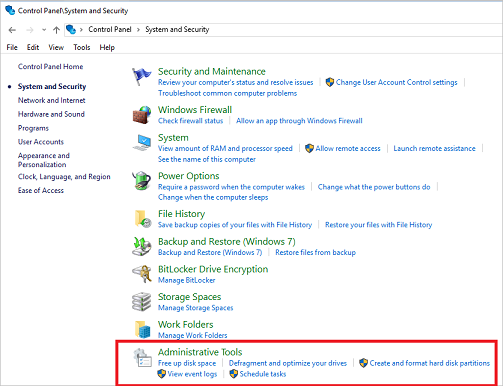 Control Panel\System and Security
Control Panel > System and Security
File Edit View Tools Help
Control Panel Home
System and Security
Network and Internet
Hardware and Sound
Programs
User Accounts
Appearance and
Personalization
Clock, Language, and Region
Ease of Access
Security and Maintenance
Review your computer's status and resolve issues Change User Account Control settings
Troubleshoot common computer problems
Windows Firewall
Check firewall status Allow an app through Windows Firewall
System
View amount of RAM and processor speed Allow remote access Launch remote assistance
See the name of this computer
Power Options
Require a password when the computer wakes Change what the power buttons do
Change when the computer sleeps
File History
Save backup copies of your files with File History Restore your files with File History
Backup and Restore (Windows 7)
Backup and Restore (Windows 7) Restore files from backup
BitLocker Drive Encryption
Manage BitLocker
Storage Spaces
Manage Storage Spaces
Work Folders
Manage Work Folders
Administrative Tools
Free up disk space Defragment and optimize your drives Create and format hard disk partitions
View event logs Schedule tasks